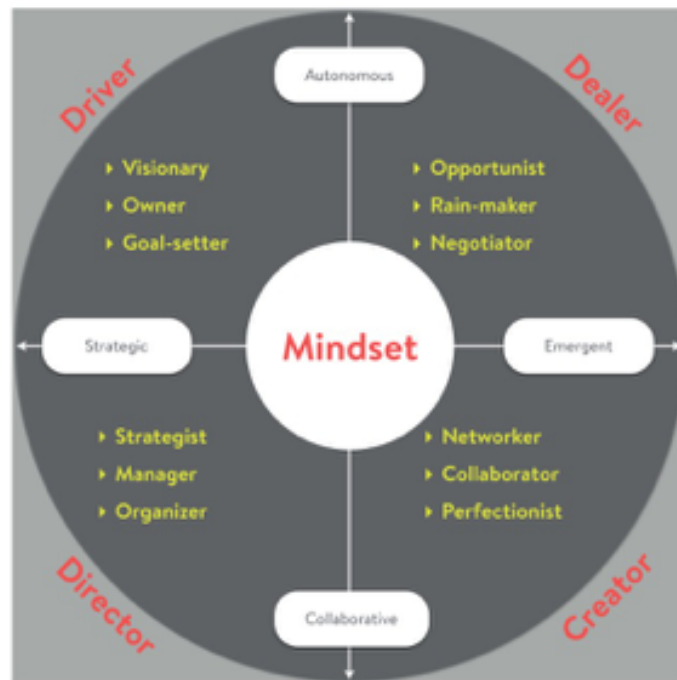 Autonomous
Driver
Dealer
Visionary
Owner
Goal-setter
Opportunist
Rain-maker
Negotiator
Strategic
Mindset
Emergent
Strategist
Manager
Organizer
Networker
Collaborator
Perfectionist
Director
Creator
Collaborative